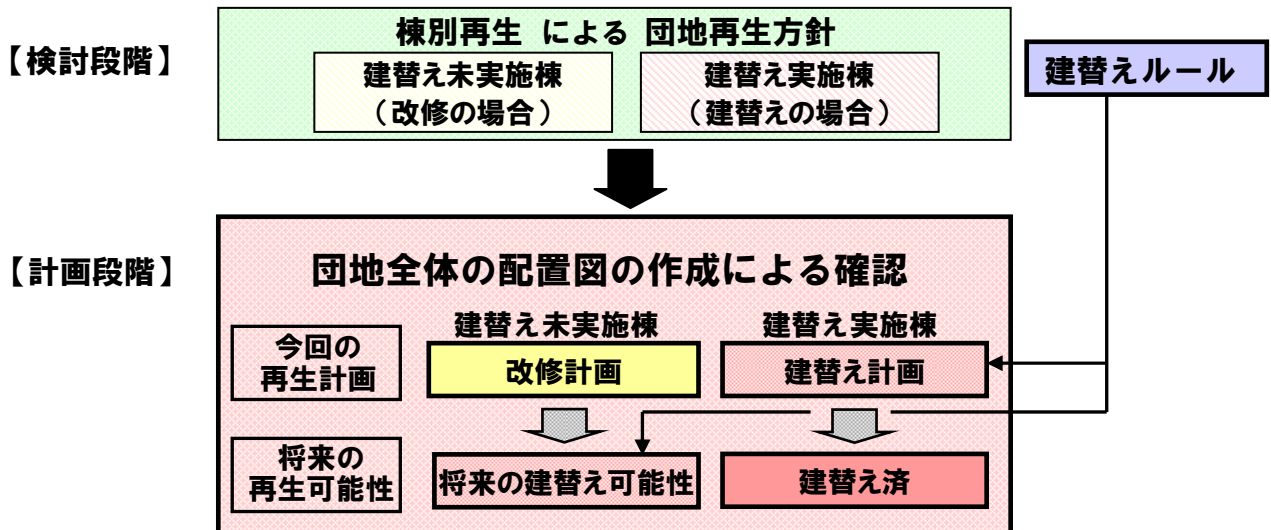 【検討段階】
棟別再生 による 団地再生方針
建替え未実施棟
（改修の場合）
建替え実施棟
（建替えの場合）
建替えルール
【計画段階】
団地全体の配置図の作成による確認
建替え未実施棟
建替え実施棟
今回の
再生計画
改修計画
建替え計画
将来の
再生可能性
将来の建替え可能性
建替え済